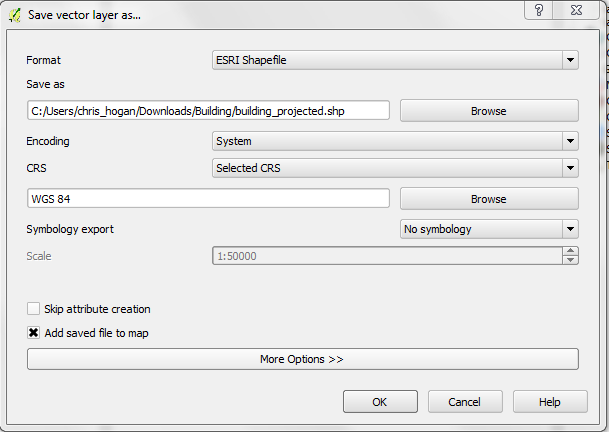 Save vector layer as...
Format ESRI Shapefile
Save as
C:/Users/chris_hogan/Downloads/Building/building_projected.shp Browse
Encoding System
CRS Selected CRS
WGS 84 Browse
Symbology export No symbology
Scale 1:50000
Skip attribute creation
Add saved file to map
More Options >>
OK Cancel Help